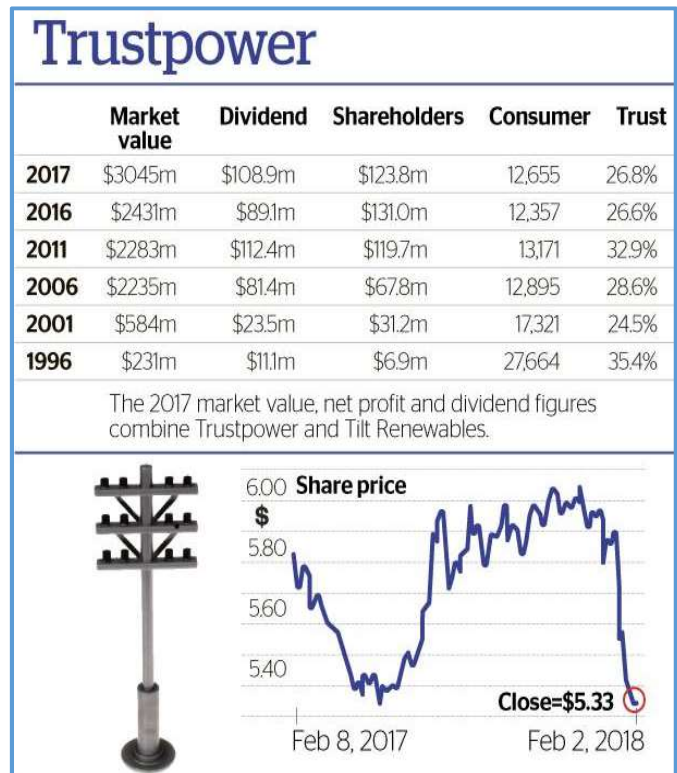 Trustpower
Market value Dividend Shareholders Consumer Trust
2017 $3045m $108.9m $123.8m 12,655 26.8%
2016 $2431m $89.1m $131.0m 12,357 26.6%
2011 $2283m $112.4m $119.7m 13,171 32.9%
2006 $2235m $81.4m $67.8m 12,895 28.6%
2001 $584m $23.5m $31.2m 17,321 24.5%
1996 $231m $11.1m $6.9m 27,664 35.4%
The 2017 market value, net profit and dividend figures
combine Trustpower and Tilt Renewables.
6.00 Share price
$
5.80
5.60
5.40
Close=$5.33
Feb 8, 2017 Feb 2, 2018